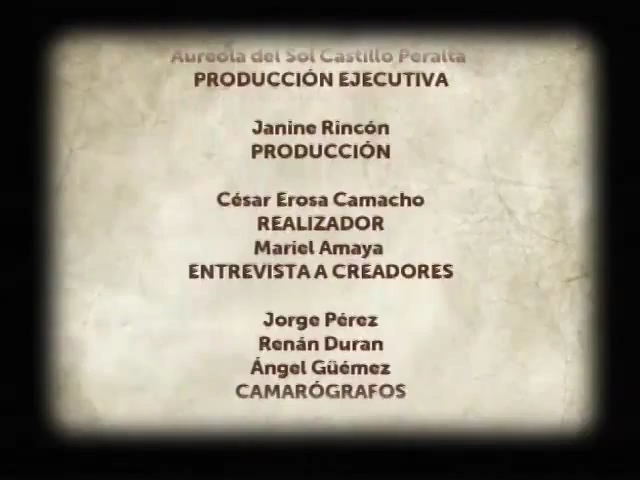 Aureola del Sol Castillo Peralta
PRODUCCIÓN EJECUTIVA
Janine Rincón
PRODUCCIÓN
César Erosa Camacho
REALIZADOR
Mariel Amaya
ENTREVISTA A CREADORES
Jorge Pérez
Renán Duran
Ángel Güémez
CAMARÓGRAFOS